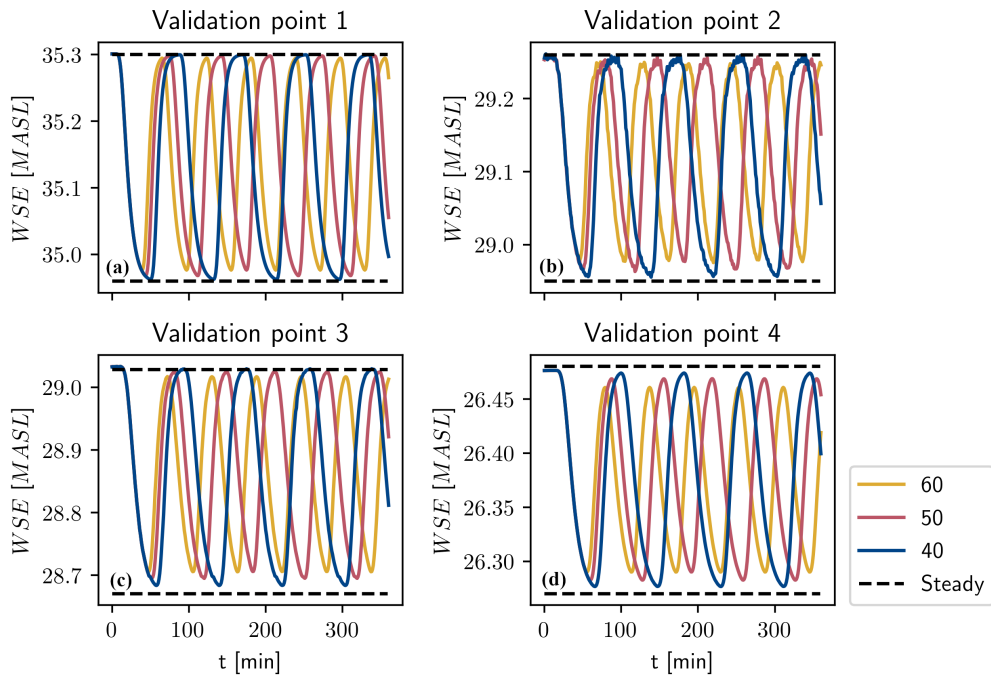 Validation point 1
Validation point 2
WSE [MASL]
35.3
35.2
35.1
35.0
(a)
WSE [MASL]
29.2
29.1
29.0
(b)
Validation point 3
Validation point 4
WSE [MASL]
29.0
28.9
28.8
28.7
(c)
0
100
200
300
t [min]
WSE [MASL]
26.45
26.40
26.35
26.30
(d)
0
100
200
300
t [min]
60
50
40
Steady